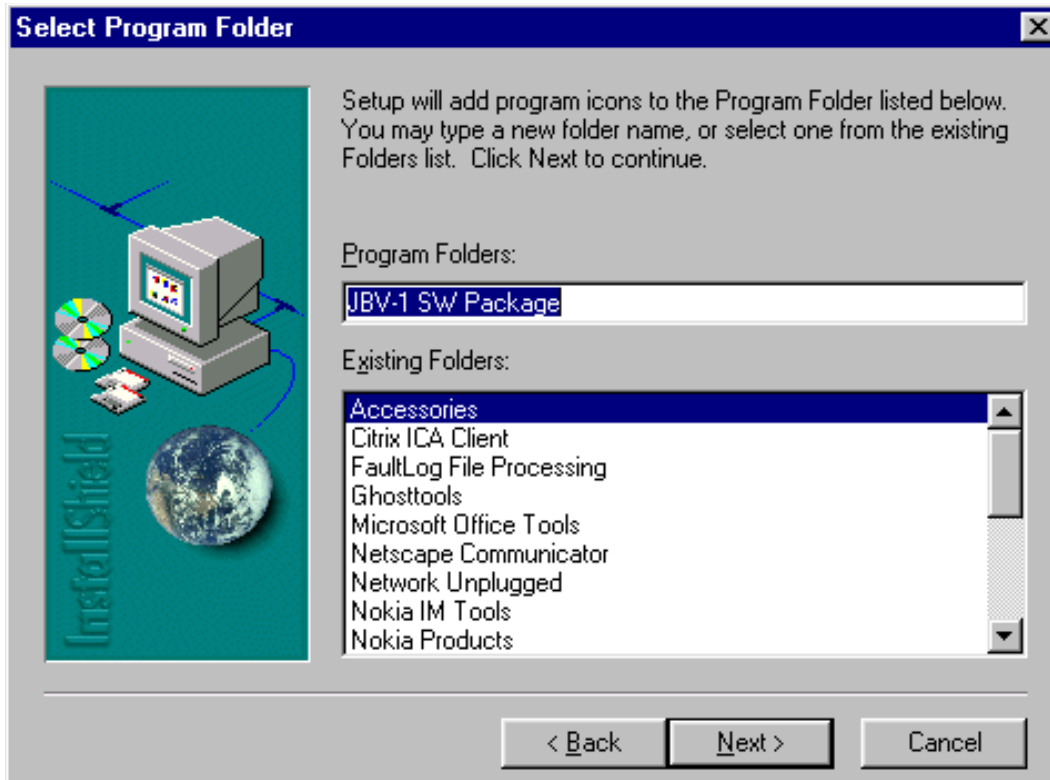 Select Program Folder
Setup will add program icons to the Program Folder listed below.
You may type a new folder name, or select one from the existing
Folders list.  Click Next to continue.
Program Folders:
JBV-1 SW Package
Existing Folders:
Accessories
Citrix ICA Client
FaultLog File Processing
Ghosttools
Microsoft Office Tools
Netscape Communicator
Network Unplugged
Nokia IM Tools
Nokia Products
InstallShield
< Back
Next >
Cancel